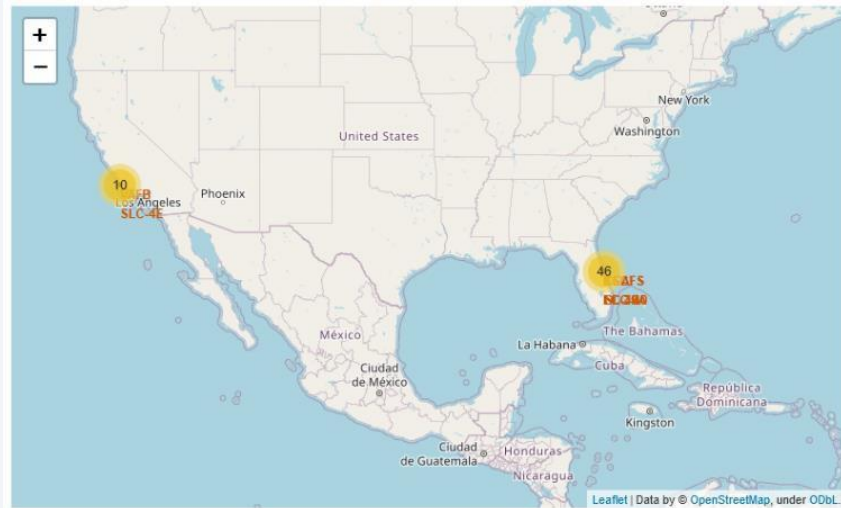 +
−
Ottawa
New York
Washington
United States
10
Phoenix
Los Angeles
SLC-4E
46
The Bahamas
La Habana
México
Cuba
Ciudad
de México
República
Dominicana
Kingston
Ciudad
de Guatemala
Honduras
Nicaragua
Leaflet | Data by © OpenStreetMap, under ODbL.